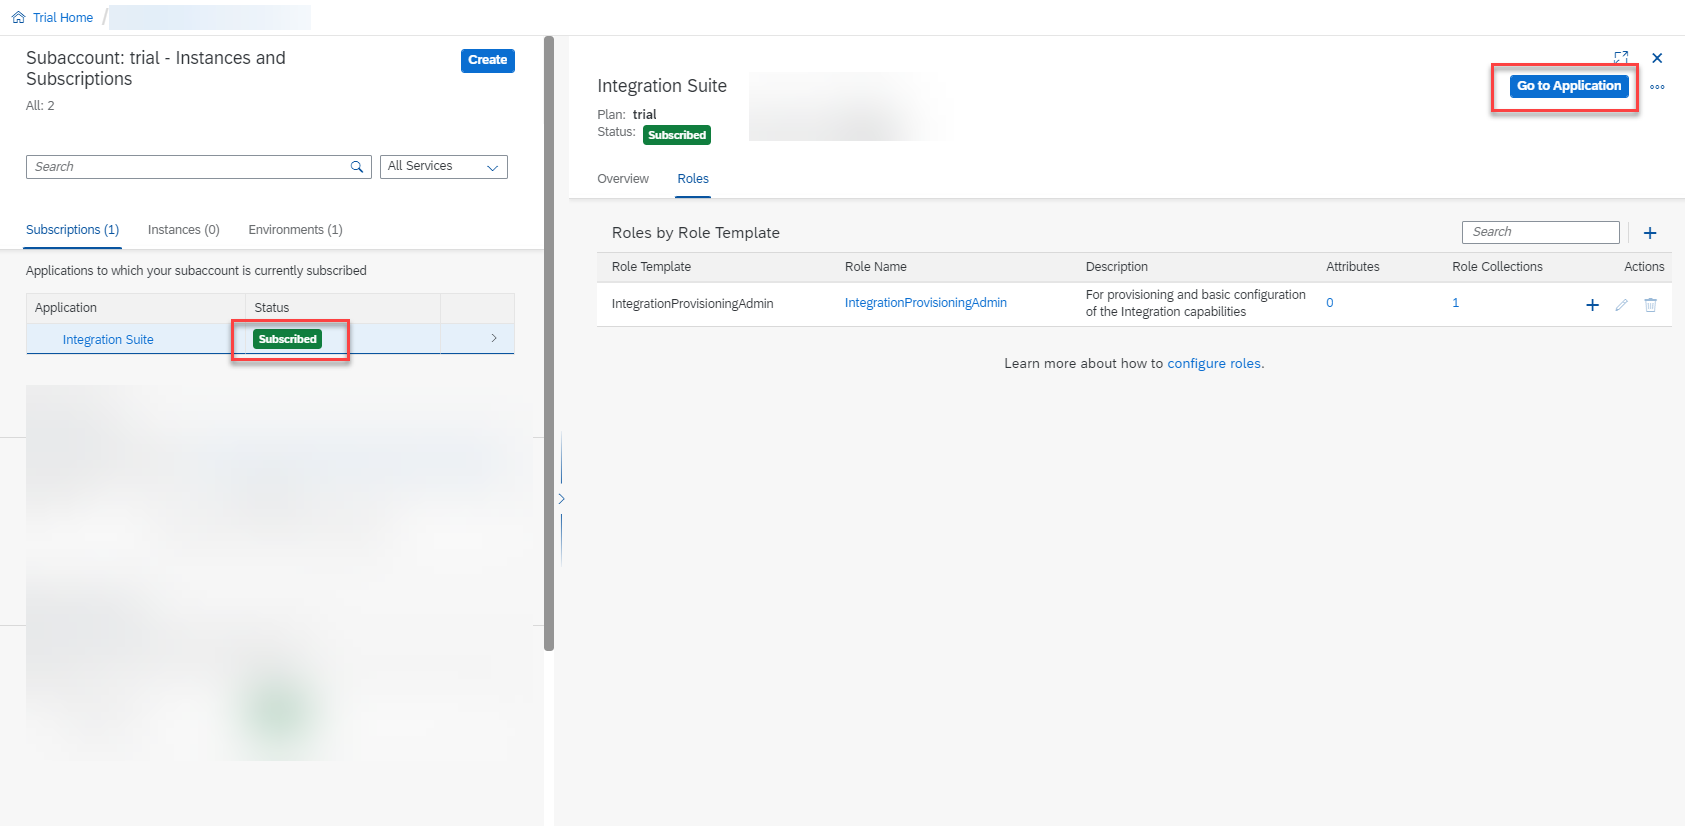 Trial Home /
Subaccount: trial - Instances and
Subscriptions
Create
All: 2
Search
All Services
Subscriptions (1) Instances (0) Environments (1)
Applications to which your subaccount is currently subscribed
Application Status
Integration Suite Subscribed
Integration Suite
Go to Application
Plan: trial
Status: Subscribed
Overview Roles
Roles by Role Template
Search
Role Template Role Name Description Attributes Role Collections Actions
IntegrationProvisioningAdmin IntegrationProvisioningAdmin For provisioning and basic configuration 0 1
of the Integration capabilities
Learn more about how to configure roles.